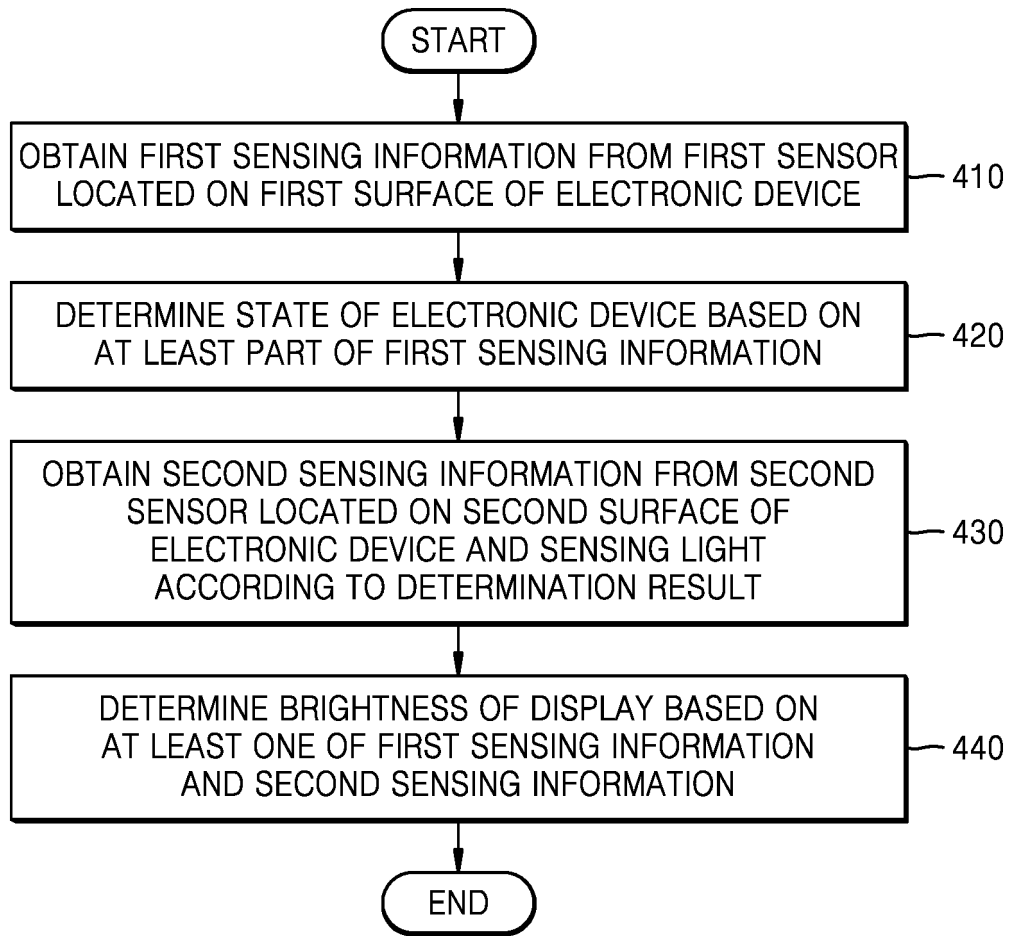 START
OBTAIN FIRST SENSING INFORMATION FROM FIRST SENSOR
LOCATED ON FIRST SURFACE OF ELECTRONIC DEVICE
410
DETERMINE STATE OF ELECTRONIC DEVICE BASED ON
AT LEAST PART OF FIRST SENSING INFORMATION
420
OBTAIN SECOND SENSING INFORMATION FROM SECOND
SENSOR LOCATED ON SECOND SURFACE OF
ELECTRONIC DEVICE AND SENSING LIGHT
ACCORDING TO DETERMINATION RESULT
430
DETERMINE BRIGHTNESS OF DISPLAY BASED ON
AT LEAST ONE OF FIRST SENSING INFORMATION
AND SECOND SENSING INFORMATION
440
END